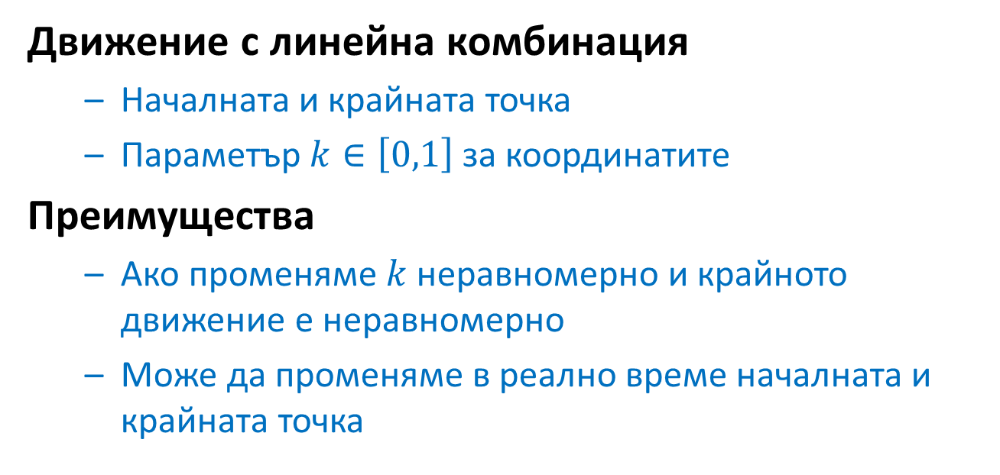 Движение с линейна комбинация
– Началната и крайната точка
– Параметър k ∈ [0,1] за координатите
Преимущества
– Ако променяме k неравномерно и крайното
движение е неравномерно
– Може да променяме в реално време началната и
крайната точка